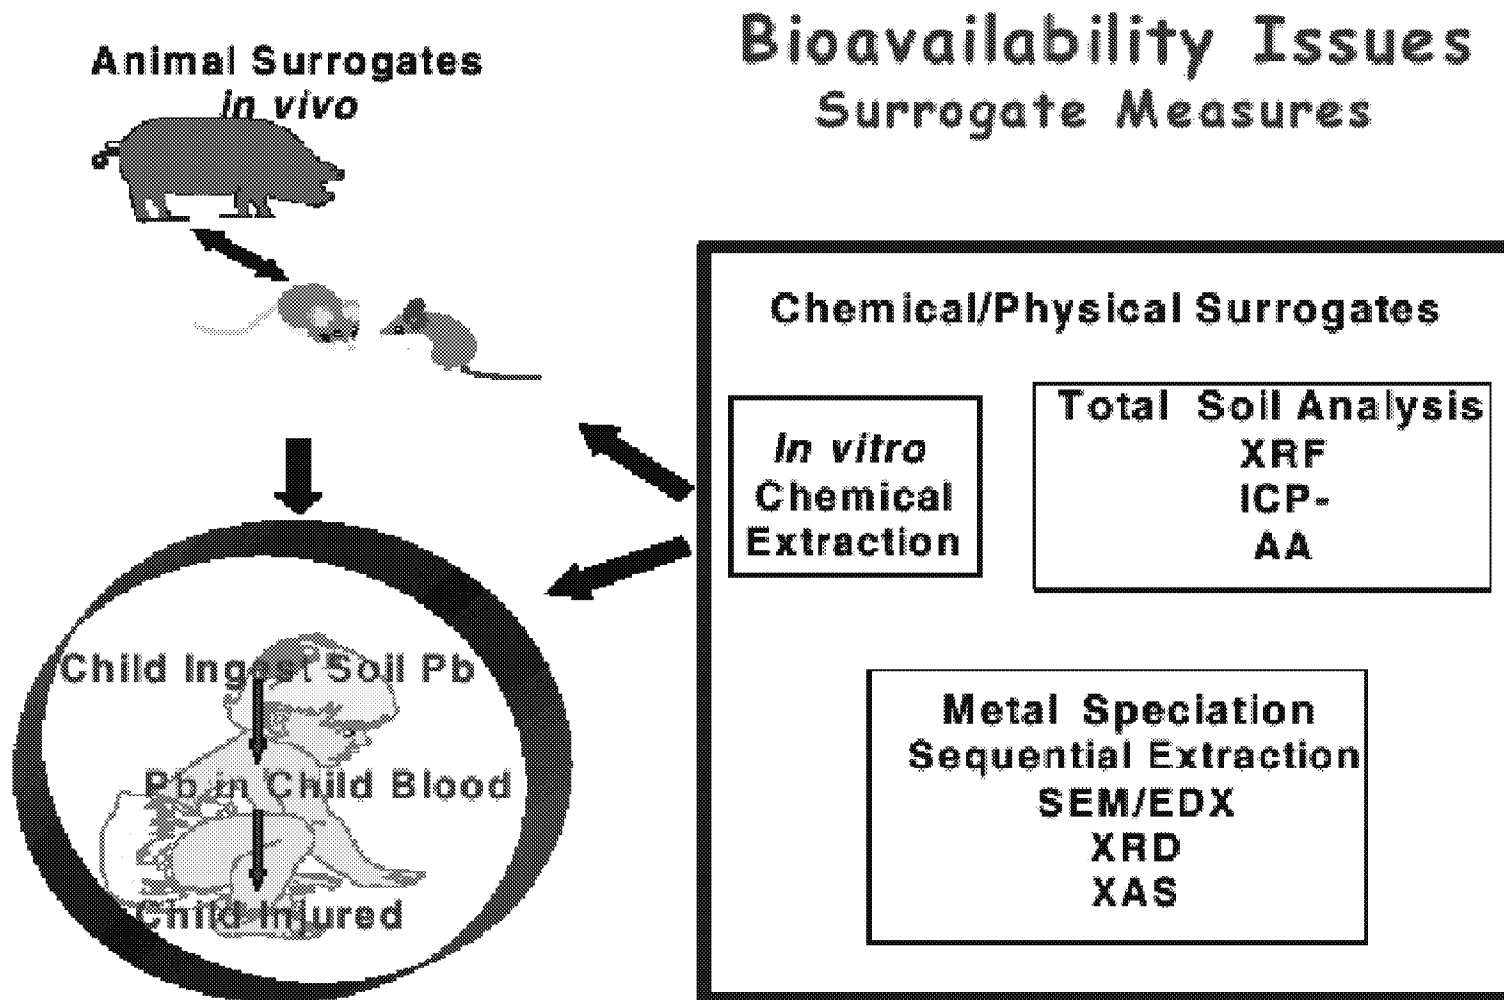 Bioavailability Issues
Surrogate Measures
Animal Surrogates
in vivo
Chemical/Physical Surrogates
In vitro
Chemical
Extraction
Total Soil Analysis
XRF
ICP-
AA
Child Ingest Soil Pb
Pb in Child Blood
Child Injured
Metal Speciation
Sequential Extraction
SEM/EDX
XRD
XAS